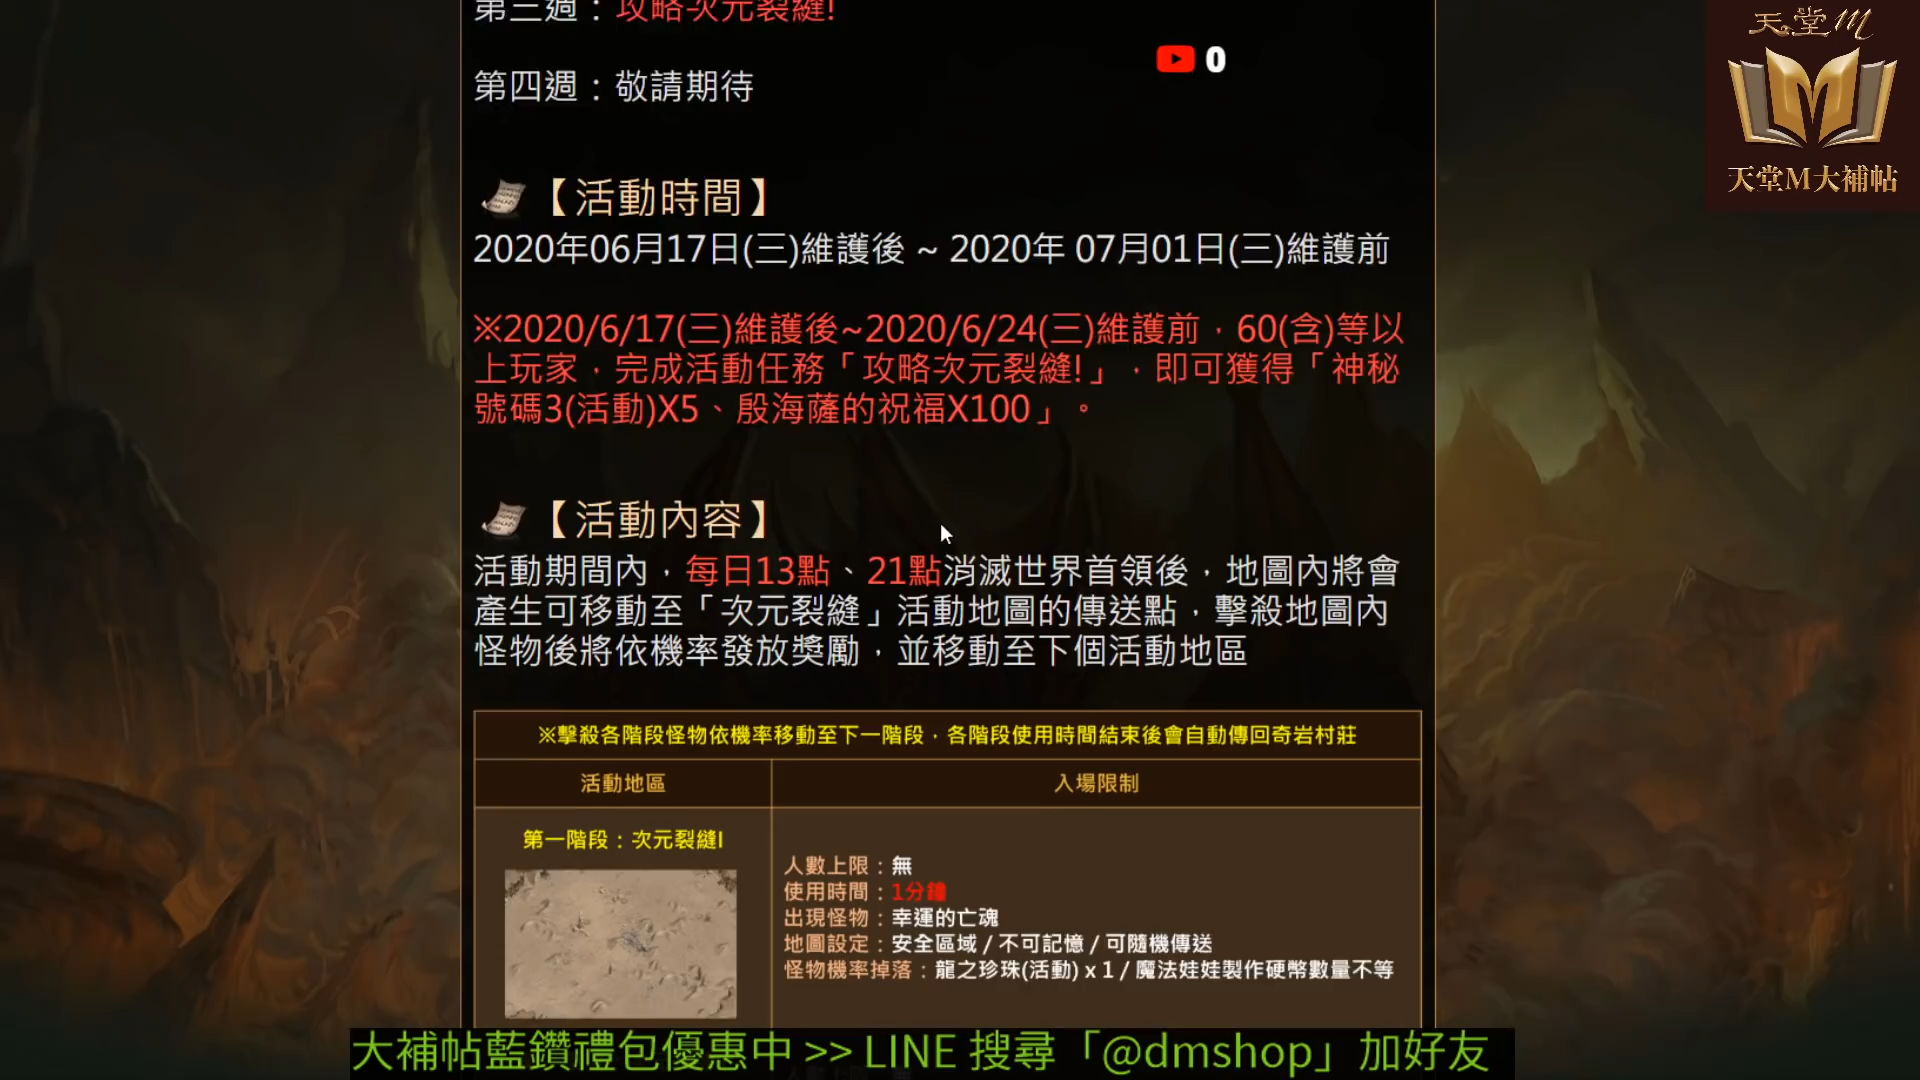 第三週：攻略次元裂縫!
0
第四週：敬請期待
天堂M
天堂M大補帖
【活動時間】
2020年06月17日(三)維護後 ~ 2020年 07月01日(三)維護前
※2020/6/17(三)維護後~2020/6/24(三)維護前，60(含)等以
上玩家，完成活動任務「攻略次元裂縫!」，即可獲得「神秘
號碼3(活動)X5、殷海薩的祝福X100」。
【活動內容】
活動期間內，每日13點、21點消滅世界首領後，地圖內將會
產生可移動至「次元裂縫」活動地圖的傳送點，擊殺地圖內
怪物後將依機率發放獎勵，並移動至下個活動地區
※擊殺各階段怪物依機率移動至下一階段，各階段使用時間結束後會自動傳回奇岩村莊
活動地區
入場限制
第一階段：次元裂縫I
人數上限：無
使用時間：1分鐘
出現怪物：幸運的亡魂
地圖設定：安全區域 / 不可記憶 / 可隨機傳送
怪物機率掉落：龍之珍珠(活動) x 1 / 魔法娃娃製作硬幣數量不等
大補帖藍鑽禮包優惠中 >> LINE 搜尋「@dmshop」加好友